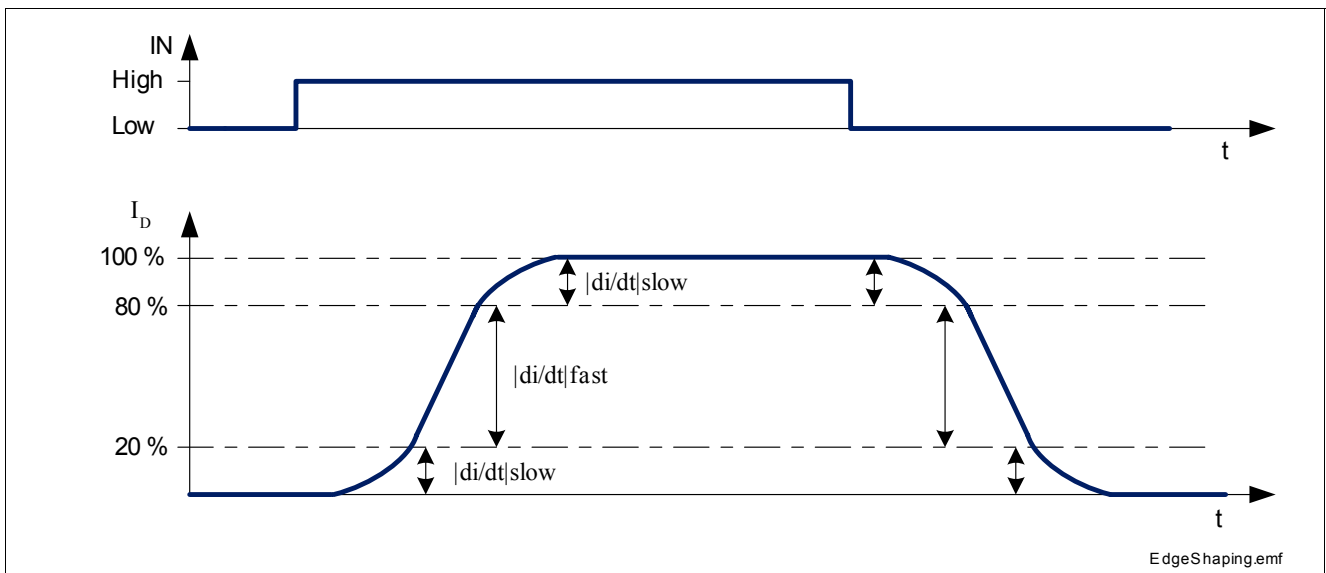 IN
High
Low
t
I_D
100 %
|di/dt|slow
80 %
|di/dt|fast
20 %
|di/dt|slow
t
EdgeShaping.emf